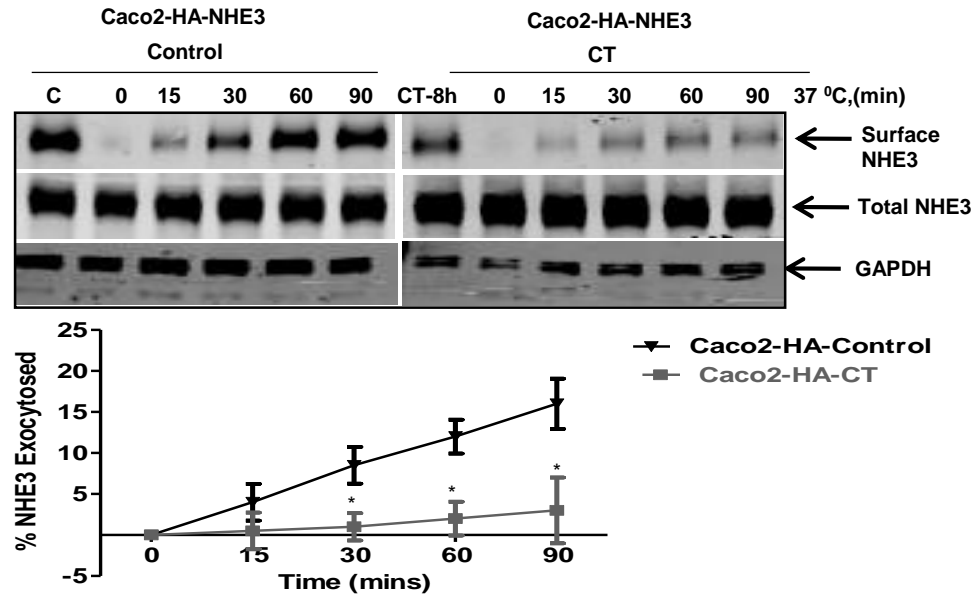 Caco2-HA-NHE3 Caco2-HA-NHE3
Control CT
C 0 15 30 60 90 CT-8h 0 15 30 60 90 37 ⁰C,(min)
Surface
NHE3
Total NHE3
GAPDH
% NHE3 Exocytosed
25
20
15
10
5
-5
0 15 30 60 90
Time (mins)
* * *
Caco2-HA-Control
Caco2-HA-CT